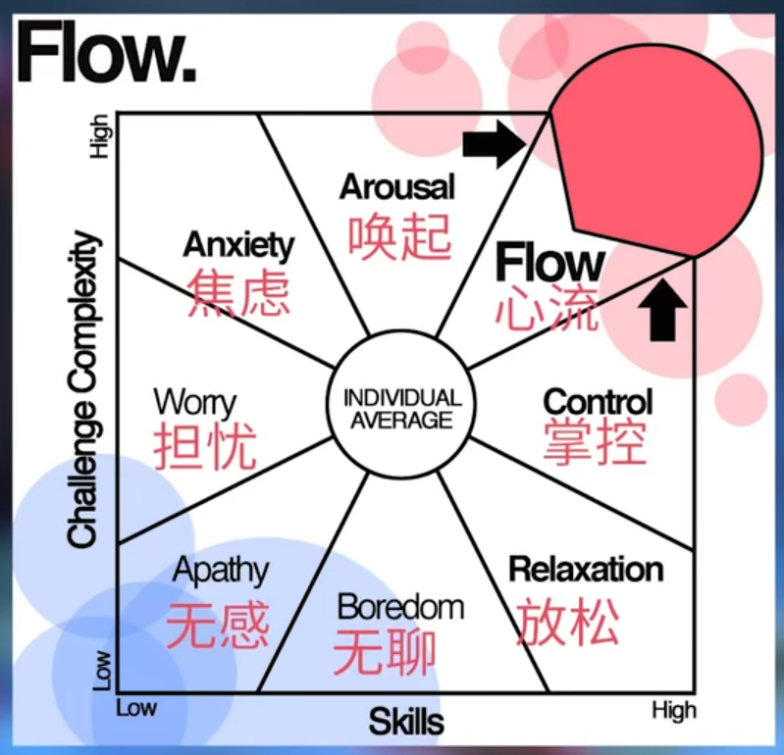 Flow.
High
Arousal
唤起
Anxiety
焦虑
Flow
心流
Challenge Complexity
INDIVIDUAL
AVERAGE
Worry
担忧
Control
掌控
Apathy
无感
Boredom
无聊
Relaxation
放松
Low
Low
Skills
High